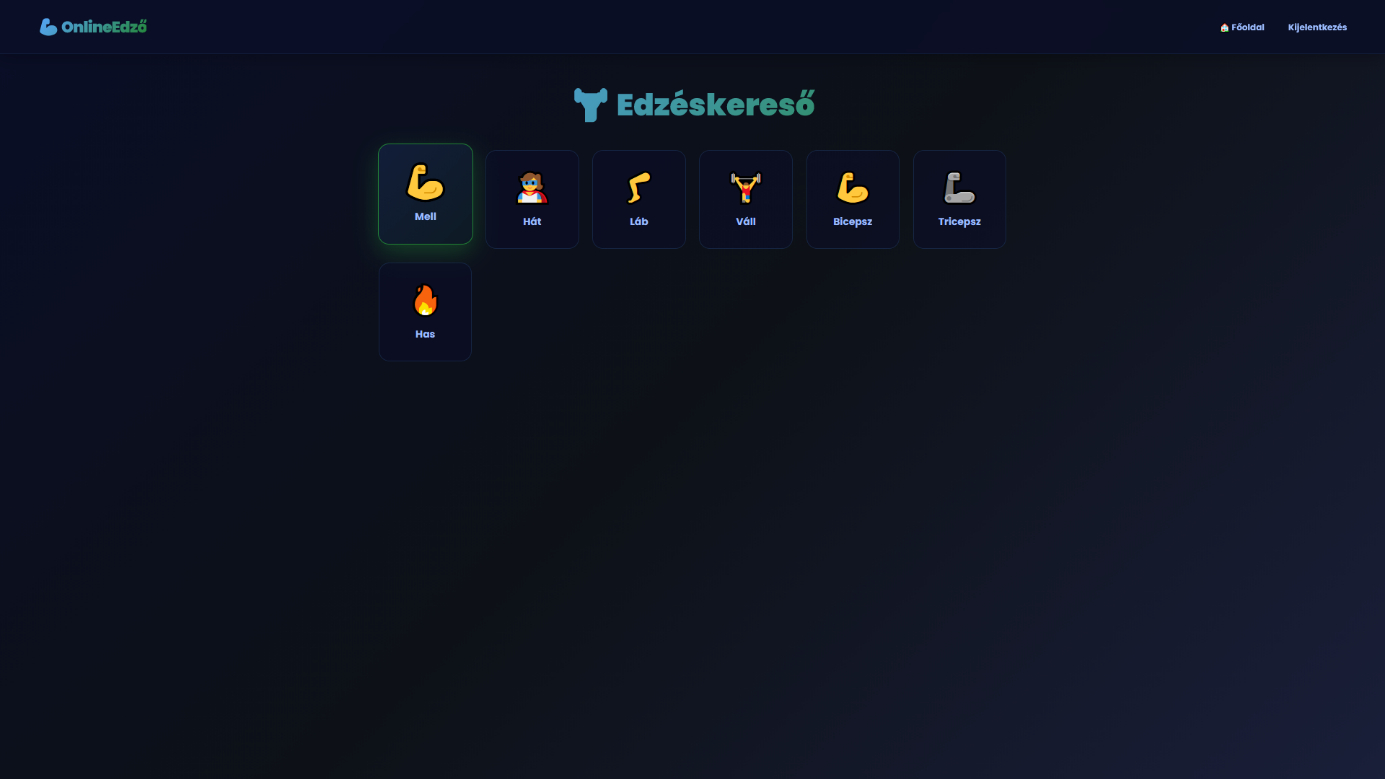 OnlineEdző
Főoldal
Kijelentkezés
Edzéskereső
Mell
Hát
Láb
Váll
Bicepsz
Tricepsz
Has